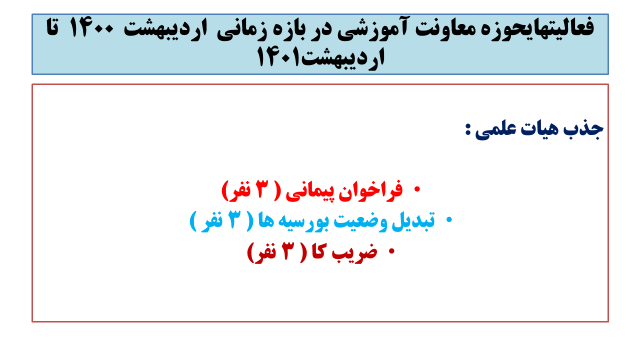 فعالیتهایحوزه معاونت آموزشی در بازه زمانی اردیبهشت ۱۴۰۰ تا
اردیبهشت۱۴۰۱
جذب هیات علمی :
• فراخوان پیمانی ( ۳ نفر)
• تبدیل وضعیت بورسیه ها ( ۳ نفر )
• ضریب کا ( ۳ نفر)